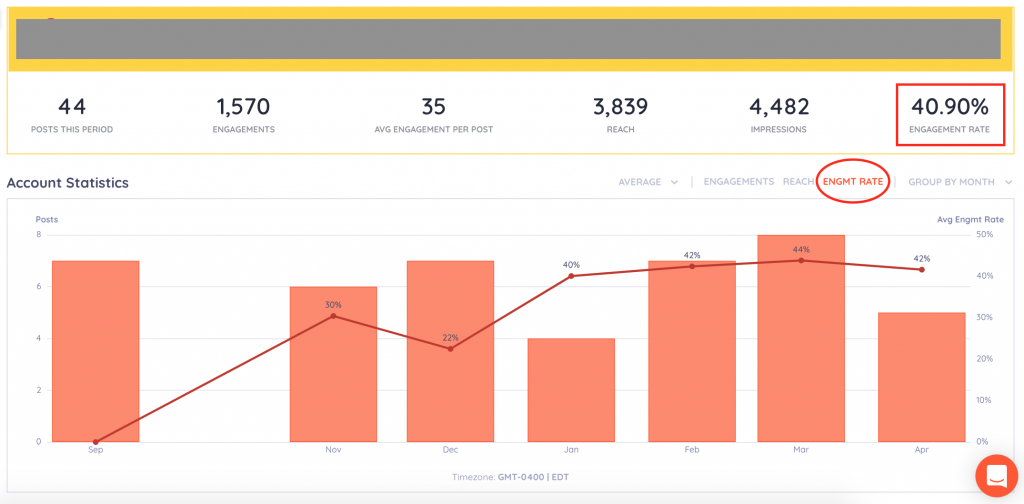 44 1,570 35 3,839 4,482 40.90%
POSTS THIS PERIOD ENGAGEMENTS AVG ENGAGEMENT PER POST REACH IMPRESSIONS ENGAGEMENT RATE
Account Statistics AVERAGE ENGAGEMENTS REACH ENGMT RATE GROUP BY MONTH
Posts Avg Engmt Rate
8 50%
44%
42% 42%
40%
6 40%
30%
4 30%
22%
20%
2
10%
0 0%
Sep Nov Dec Jan Feb Mar Apr
Timezone: GMT-0400 | EDT